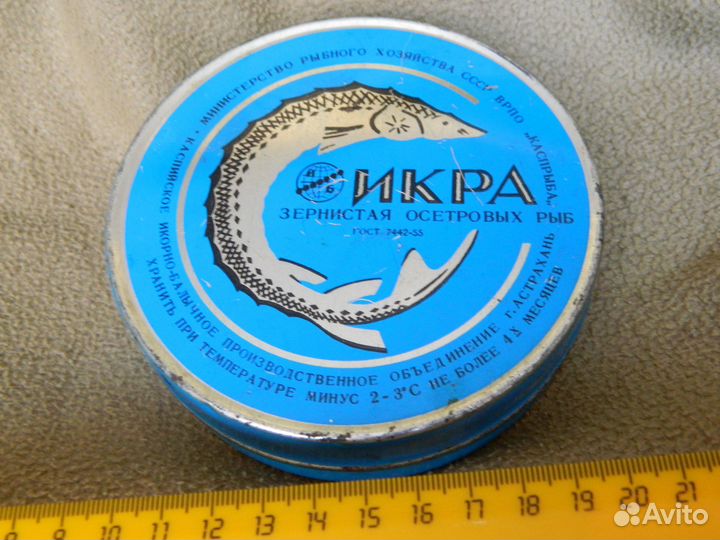 МИНИСТЕРСТВО РЫБНОГО ХОЗЯЙСТВА СССР ВРПО „КАСПРЫБА„
• КАСПИЙСКОЕ ИКОРНО-БАЛЫЧНОЕ ПРОИЗВОДСТВЕННОЕ ОБЪЕДИНЕНИЕ Г. АСТРАХАНЬ
ИКРА
ЗЕРНИСТАЯ ОСЕТРОВЫХ РЫБ
ГОСТ 7442-55
ХРАНИТЬ ПРИ ТЕМПЕРАТУРЕ МИНУС 2-3°С НЕ БОЛЕЕ 4Х МЕСЯЦЕВ
9 10 11 12 13 14 15 16 17 18 19 20 21
Avito